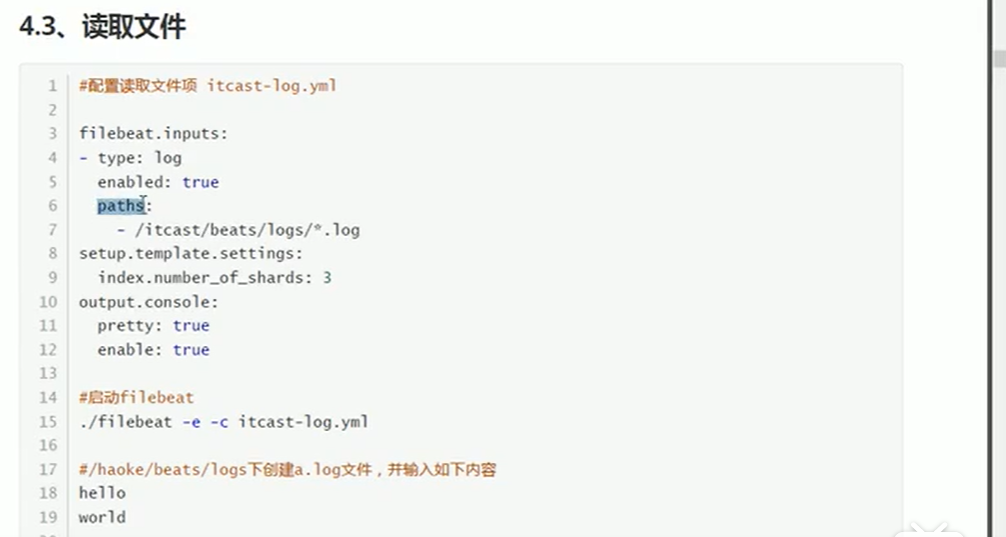 4.3、读取文件
1 #配置读取文件项 itcast-log.yml
2
3 filebeat.inputs:
4 - type: log
5   enabled: true
6   paths:
7     - /itcast/beats/logs/*.log
8 setup.template.settings:
9   index.number_of_shards: 3
10 output.console:
11   pretty: true
12   enable: true
13
14 #启动filebeat
15 ./filebeat -e -c itcast-log.yml
16
17 #/haoke/beats/logs下创建a.log文件，并输入如下内容
18 hello
19 world